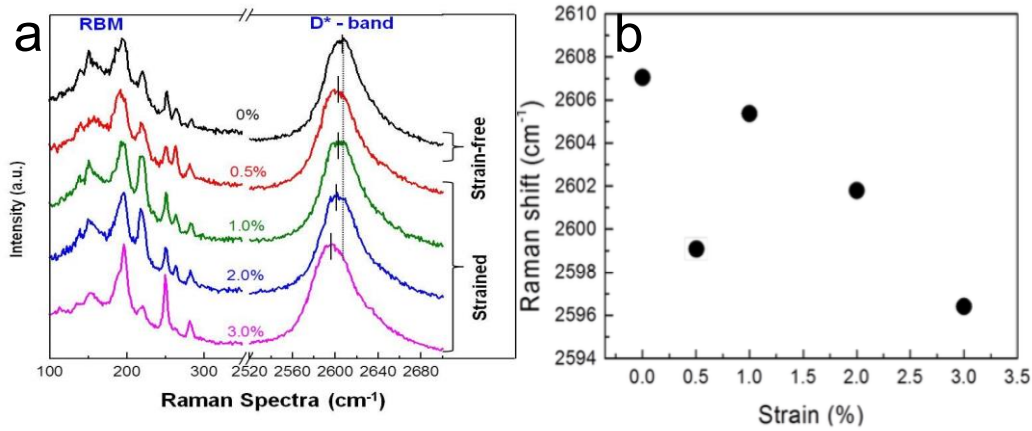 a
RBM
D* - band
0%
0.5%
1.0%
2.0%
3.0%
Strain-free
Strained
Intensity (a.u.)
100 200 300 2520 2560 2600 2640 2680
Raman Spectra (cm-1)
b
2610
2608
2606
2604
2602
2600
2598
2596
2594
Raman shift (cm-1)
0.0 0.5 1.0 1.5 2.0 2.5 3.0 3.5
Strain (%)